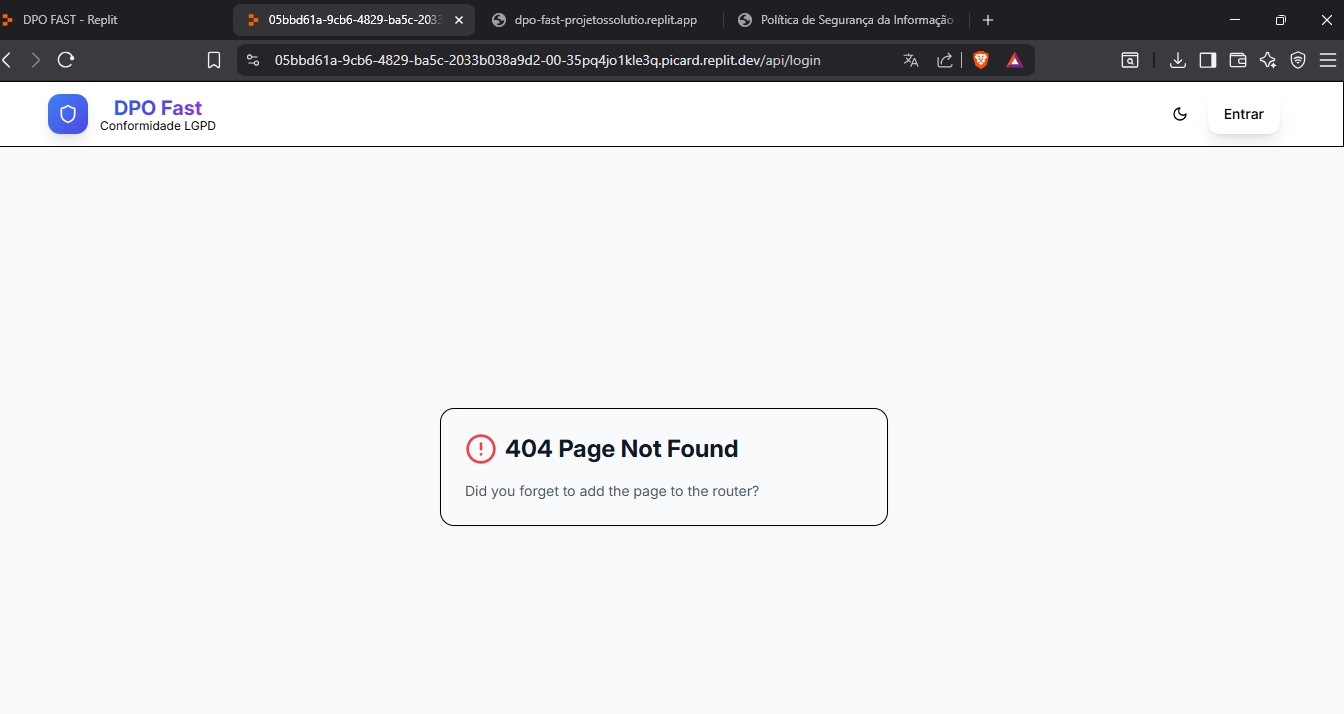 DPO FAST - Replit
05bbd61a-9cb6-4829-ba5c-2033
dpo-fast-projetossolutio.replit.app
Política de Segurança da Informação
05bbd61a-9cb6-4829-ba5c-2033b038a9d2-00-35pq4jo1kle3q.picard.replit.dev/api/login
DPO Fast
Conformidade LGPD
Entrar
404 Page Not Found
Did you forget to add the page to the router?